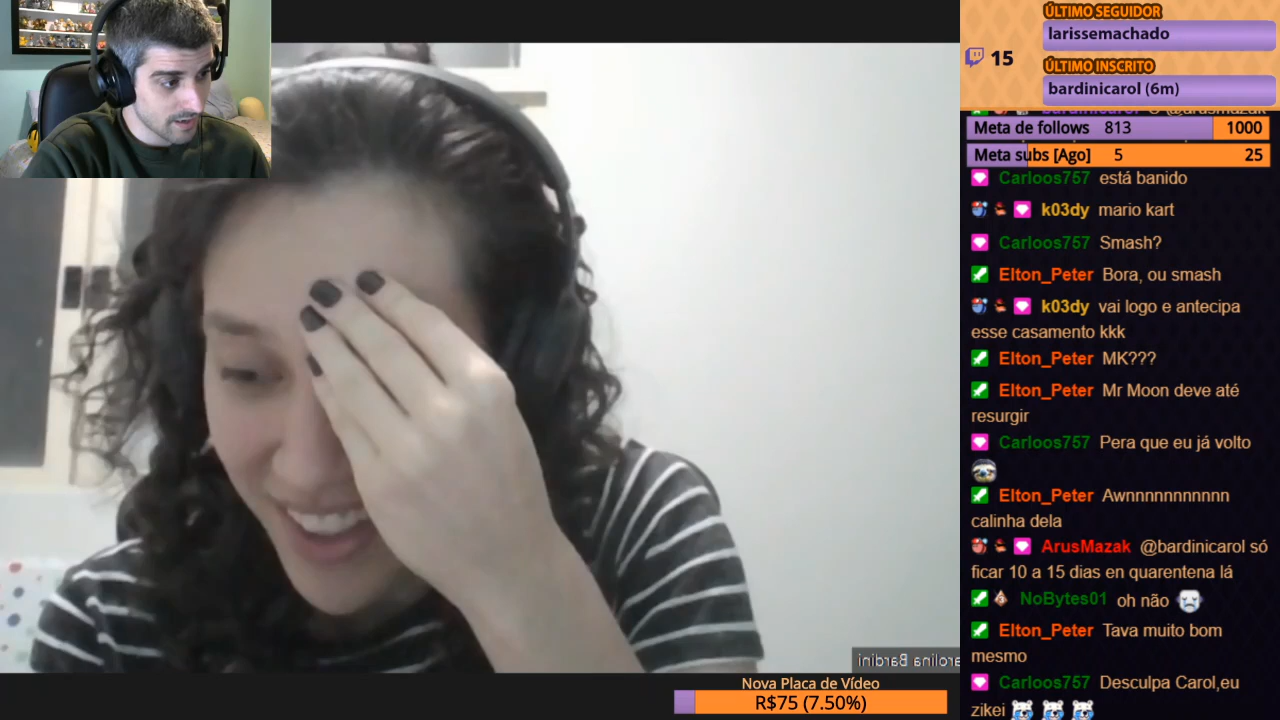 ÚLTIMO SEGUIDOR
larissemachado
15
ÚLTIMO INSCRITO
bardinicarol (6m)
Meta de follows 813 1000
Meta subs [Ago] 5 25
Carloos757 está banido
k03dy mario kart
Carloos757 Smash?
Elton_Peter Bora, ou smash
k03dy vai logo e antecipa
esse casamento kkk
Elton_Peter MK???
Elton_Peter Mr Moon deve até
resurgir
Carloos757 Pera que eu já volto
Elton_Peter Awnnnnnnnnnnn
calinha dela
ArusMazak @bardinicarol só
ficar 10 a 15 dias en quarentena lá
NoBytes01 oh não
Elton_Peter Tava muito bom
mesmo
Carloos757 Desculpa Carol,eu
zikei
arolina Bardini
Nova Placa de Vídeo
R$75 (7.50%)